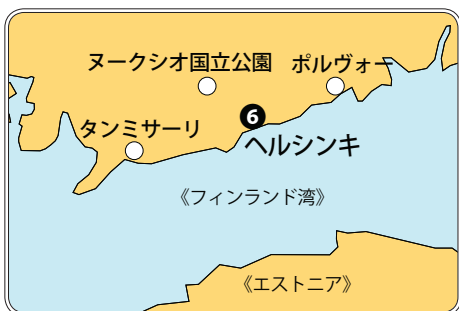 ヌークシオ国立公園
ポルヴォー
6
タンミサーリ
ヘルシンキ
《フィンランド湾》
《エストニア》